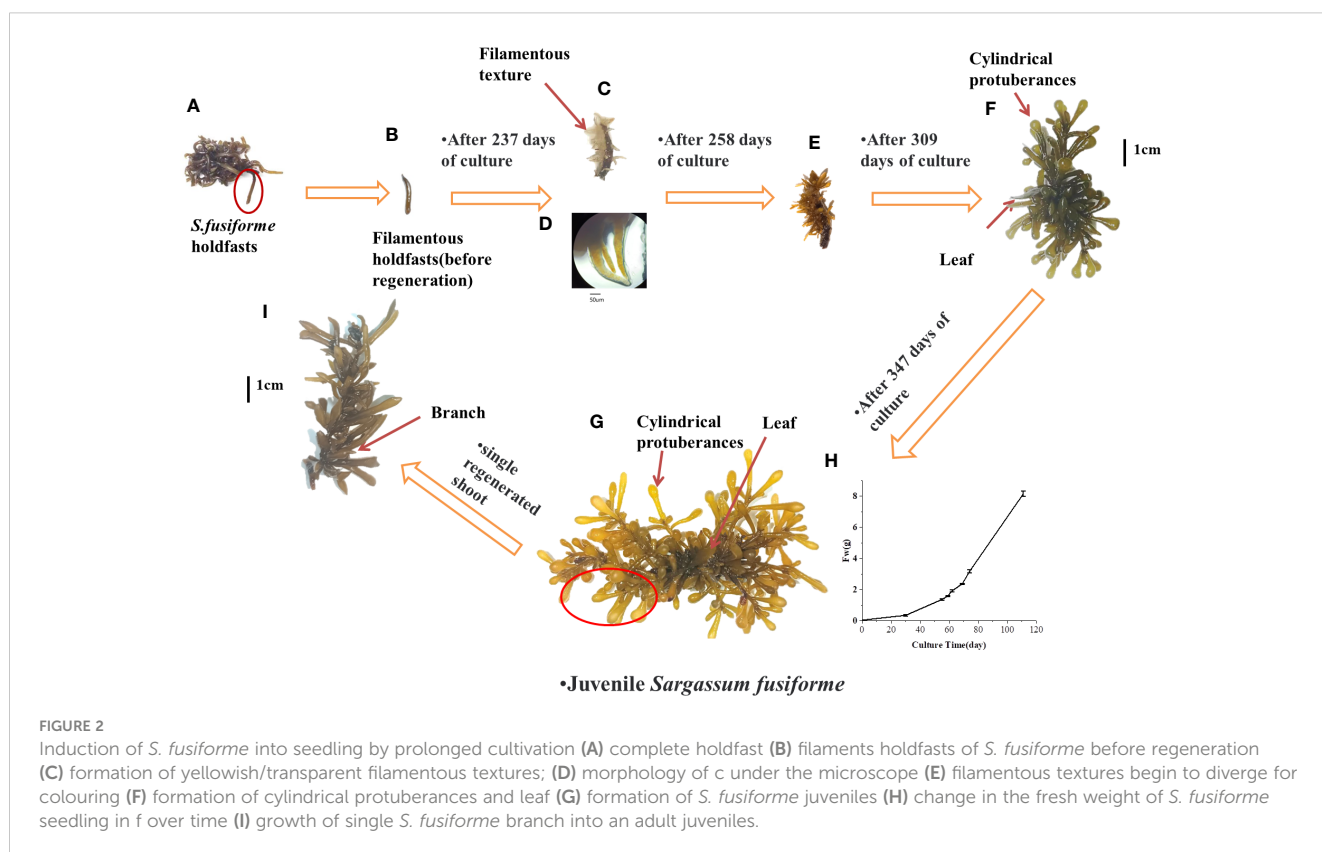 A
S.fusiforme
holdfasts
B
Filamentous
holdfasts(before
regeneration)
•After 237 days
of culture
Filamentous
texture
C
D
50um
•After 258 days
of culture
E
•After 309
days of culture
Cylindrical
protuberances
F
1cm
Leaf
•After 347 days of
culture
I
1cm
Branch
•single
regenerated
shoot
G
Cylindrical
protuberances
Leaf
H
8
6
4
2
0
Fw(g)
0 20 40 60 80 100 120
Culture Time(day)
•Juvenile Sargassum fusiforme
FIGURE 2
Induction of S. fusiforme into seedling by prolonged cultivation (A) complete holdfast (B) filaments holdfasts of S. fusiforme before regeneration
(C) formation of yellowish/transparent filamentous textures; (D) morphology of c under the microscope (E) filamentous textures begin to diverge for
colouring (F) formation of cylindrical protuberances and leaf (G) formation of S. fusiforme juveniles (H) change in the fresh weight of S. fusiforme
seedling in f over time (I) growth of single S. fusiforme branch into an adult juveniles.